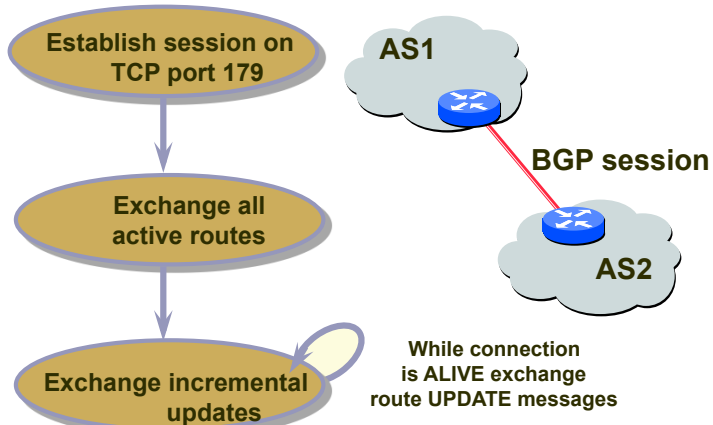 Establish session on
TCP port 179
AS1
BGP session
Exchange all
active routes
AS2
Exchange incremental
updates
While connection
is ALIVE exchange
route UPDATE messages